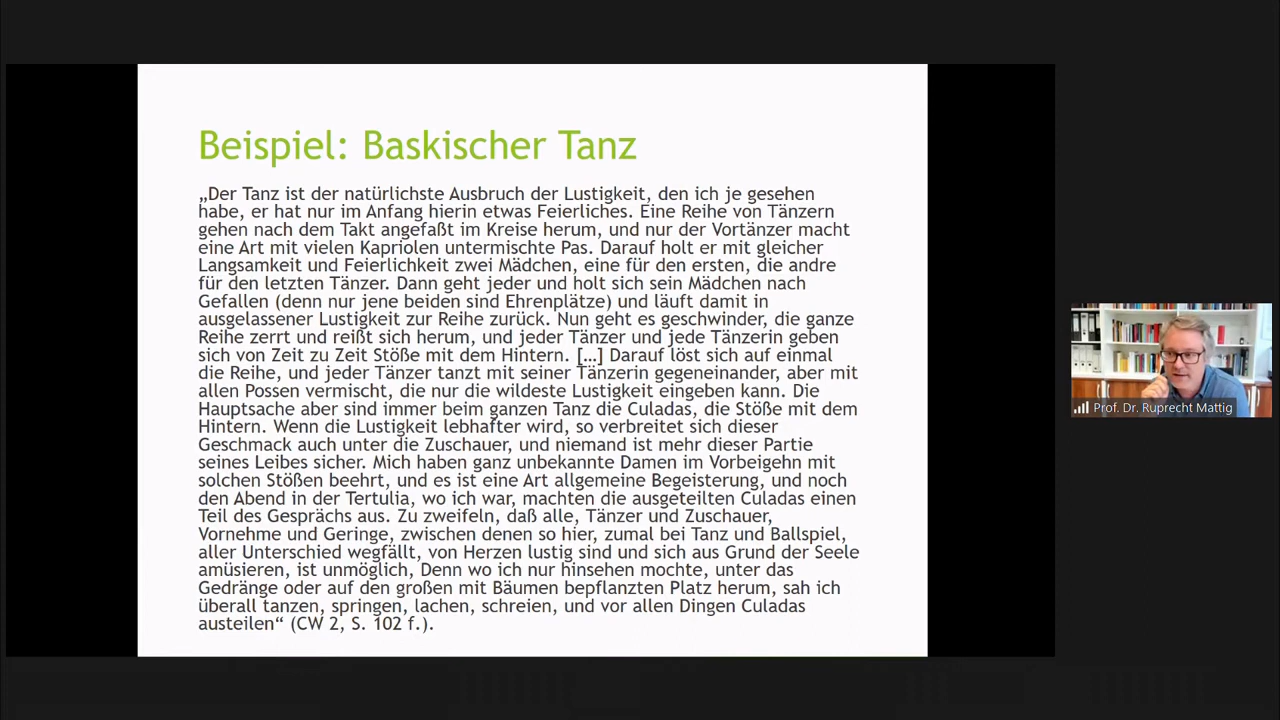 Beispiel: Baskischer Tanz
„Der Tanz ist der natürlichste Ausbruch der Lustigkeit, den ich je gesehen
habe, er hat nur im Anfang hierin etwas Feierliches. Eine Reihe von Tänzern
gehen nach dem Takt angefaßt im Kreise herum, und nur der Vortänzer macht
eine Art mit vielen Kapriolen untermischte Pas. Darauf holt er mit gleicher
Langsamkeit und Feierlichkeit zwei Mädchen, eine für den ersten, die andre
für den letzten Tänzer. Dann geht jeder und holt sich sein Mädchen nach
Gefallen (denn nur jene beiden sind Ehrenplätze) und läuft damit in
ausgelassener Lustigkeit zur Reihe zurück. Nun geht es geschwinder, die ganze
Reihe zerrt und reißt sich herum, und jeder Tänzer und jede Tänzerin geben
sich von Zeit zu Zeit Stöße mit dem Hintern. […] Darauf löst sich auf einmal
die Reihe, und jeder Tänzer tanzt mit seiner Tänzerin gegeneinander, aber mit
allen Possen vermischt, die nur die wildeste Lustigkeit eingeben kann. Die
Hauptsache aber sind immer beim ganzen Tanz die Culadas, die Stöße mit dem
Hintern. Wenn die Lustigkeit lebhafter wird, so verbreitet sich dieser
Geschmack auch unter die Zuschauer, und niemand ist mehr dieser Partie
seines Leibes sicher. Mich haben ganz unbekannte Damen im Vorbeigehn mit
solchen Stößen beehrt, und es ist eine Art allgemeine Begeisterung, und noch
den Abend in der Tertulia, wo ich war, machten die ausgeteilten Culadas einen
Teil des Gesprächs aus. Zu zweifeln, daß alle, Tänzer und Zuschauer,
Vornehme und Geringe, zwischen denen so hier, zumal bei Tanz und Ballspiel,
aller Unterschied wegfällt, von Herzen lustig sind und sich aus Grund der Seele
amüsieren, ist unmöglich, Denn wo ich nur hinsehen mochte, unter das
Gedränge oder auf den großen mit Bäumen bepflanzten Platz herum, sah ich
überall tanzen, springen, lachen, schreien, und vor allen Dingen Culadas
austeilen“ (CW 2, S. 102 f.).
Prof. Dr. Ruprecht Mattig